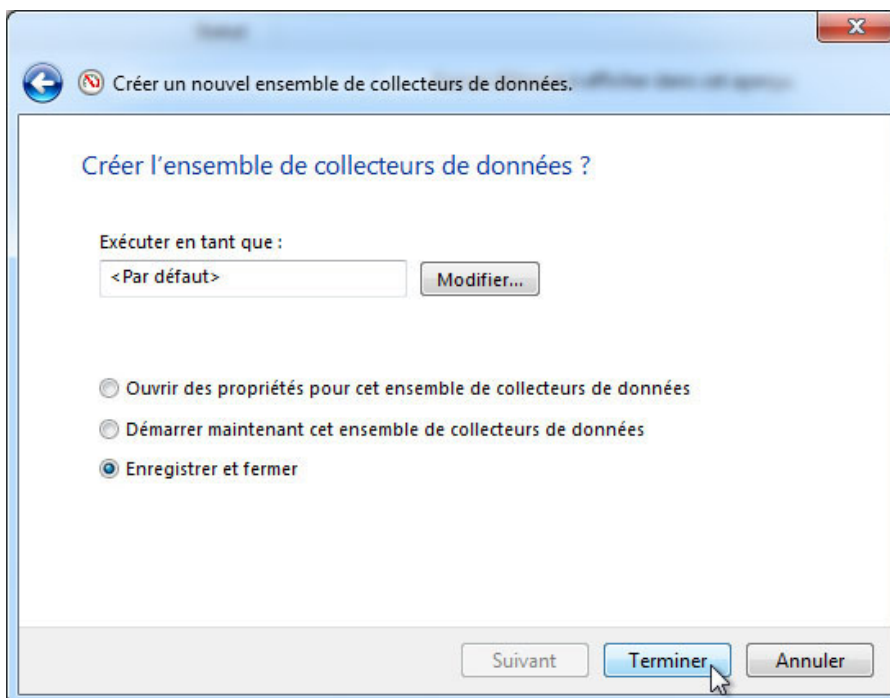 Créer un nouvel ensemble de collecteurs de données.
Créer l'ensemble de collecteurs de données ?
Exécuter en tant que :
<Par défaut>
Modifier...
Ouvrir des propriétés pour cet ensemble de collecteurs de données
Démarrer maintenant cet ensemble de collecteurs de données
Enregistrer et fermer
Suivant
Terminer
Annuler